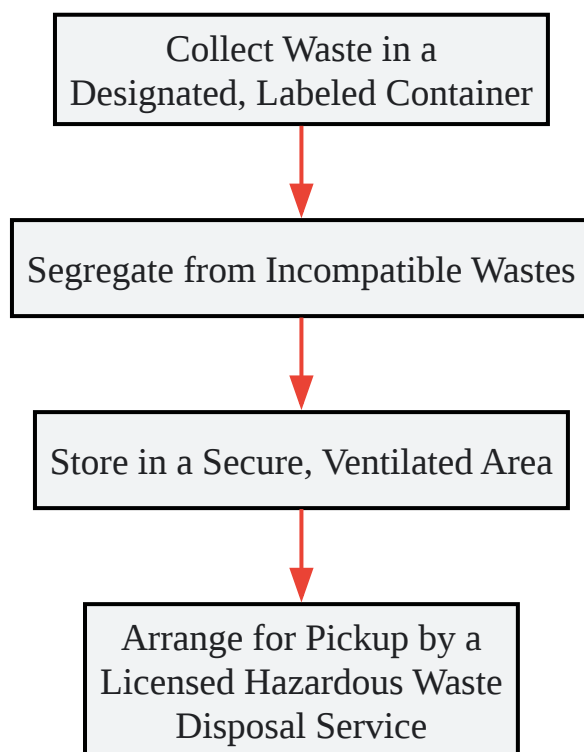 Collect Waste in a
Designated, Labeled Container
Segregate from Incompatible Wastes
Store in a Secure, Ventilated Area
Arrange for Pickup by a
Licensed Hazardous Waste
Disposal Service